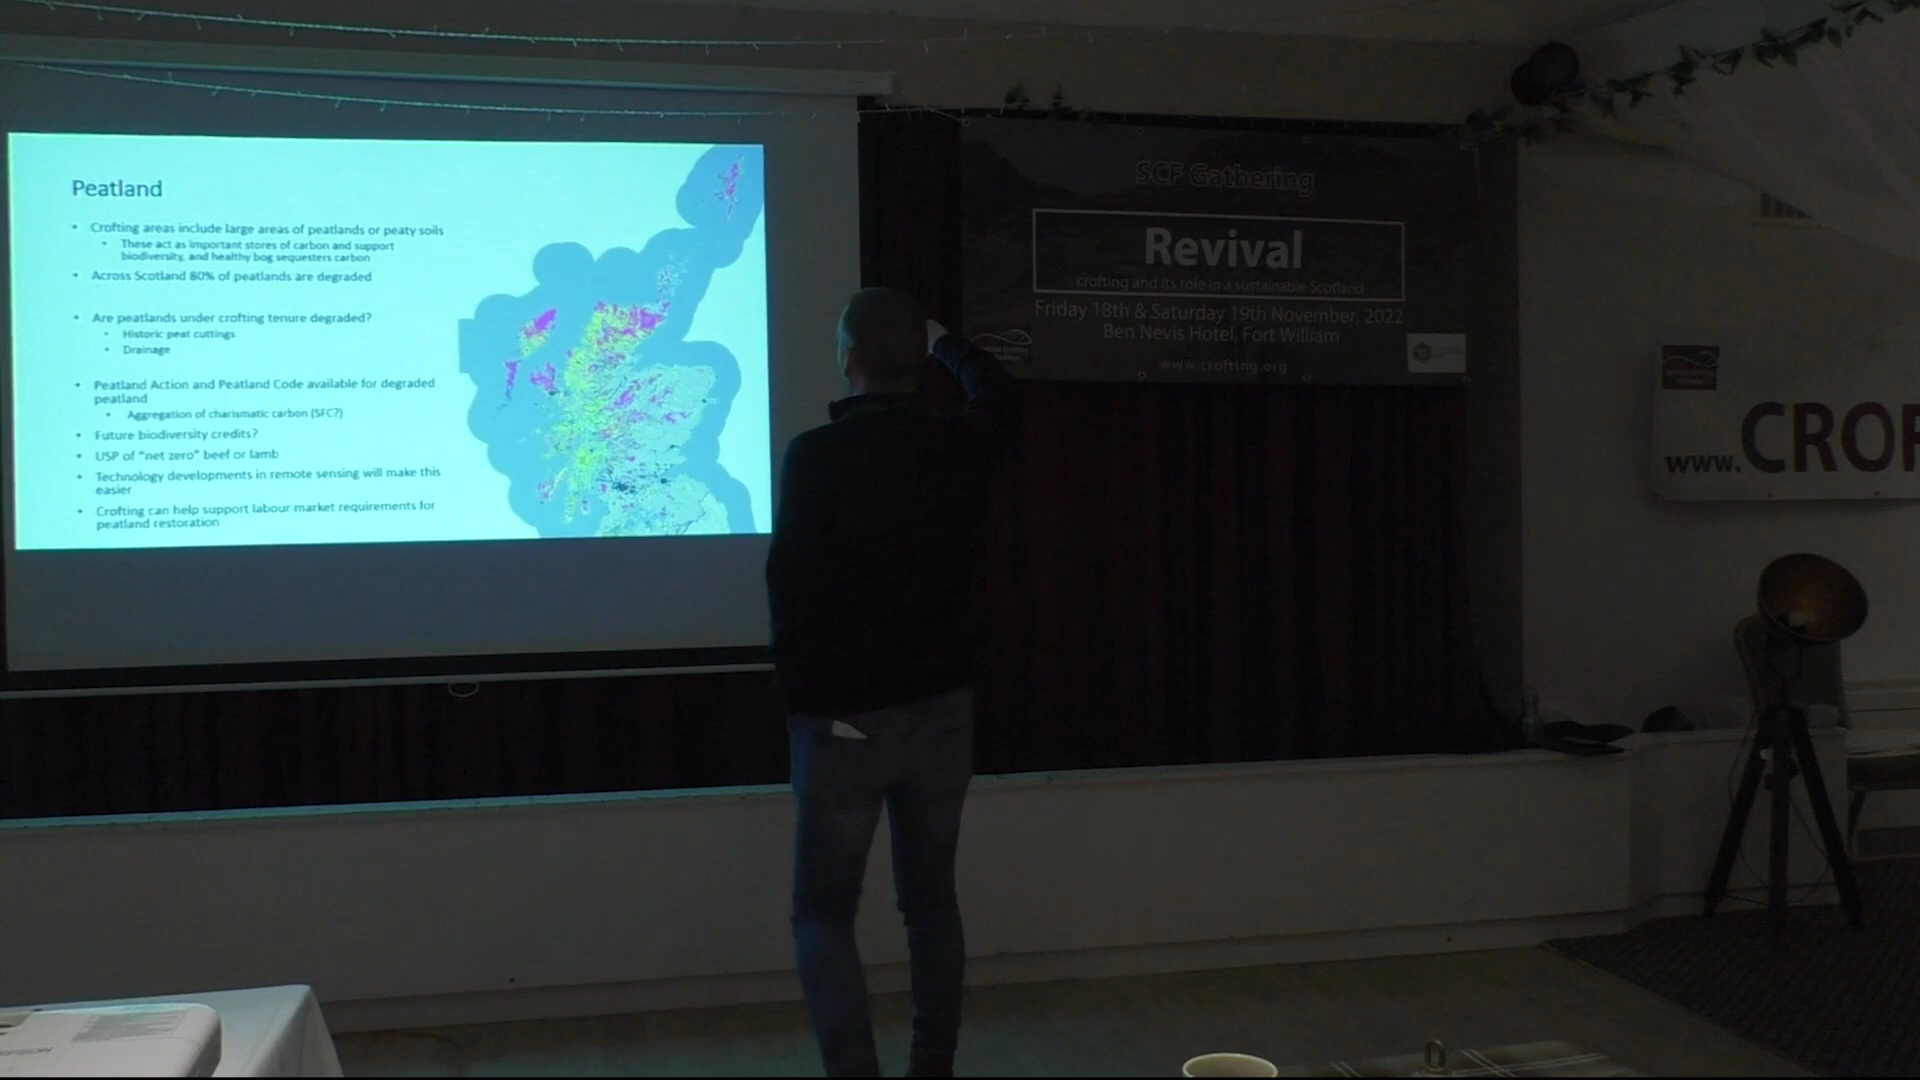 Peatland
• Crofting areas include large areas of peatlands or peaty soils
• These act as important stores of carbon and support
biodiversity, and healthy bog sequesters carbon
• Across Scotland 80% of peatlands are degraded
• Are peatlands under crofting tenure degraded?
• Historic peat cuttings
• Drainage
• Peatland Action and Peatland Code available for degraded
peatland
• Aggregation of charismatic carbon (SFC?)
• Future biodiversity credits?
• USP of "net zero" beef or lamb
• Technology developments in remote sensing will make this
easier
• Crofting can help support labour market requirements for
peatland restoration
SCF Gathering
Revival
crofting and its role in a sustainable Scotland
Friday 18th & Saturday 19th November, 2022
Ben Nevis Hotel, Fort William
www.crofting.org
www.CROF
EPSON